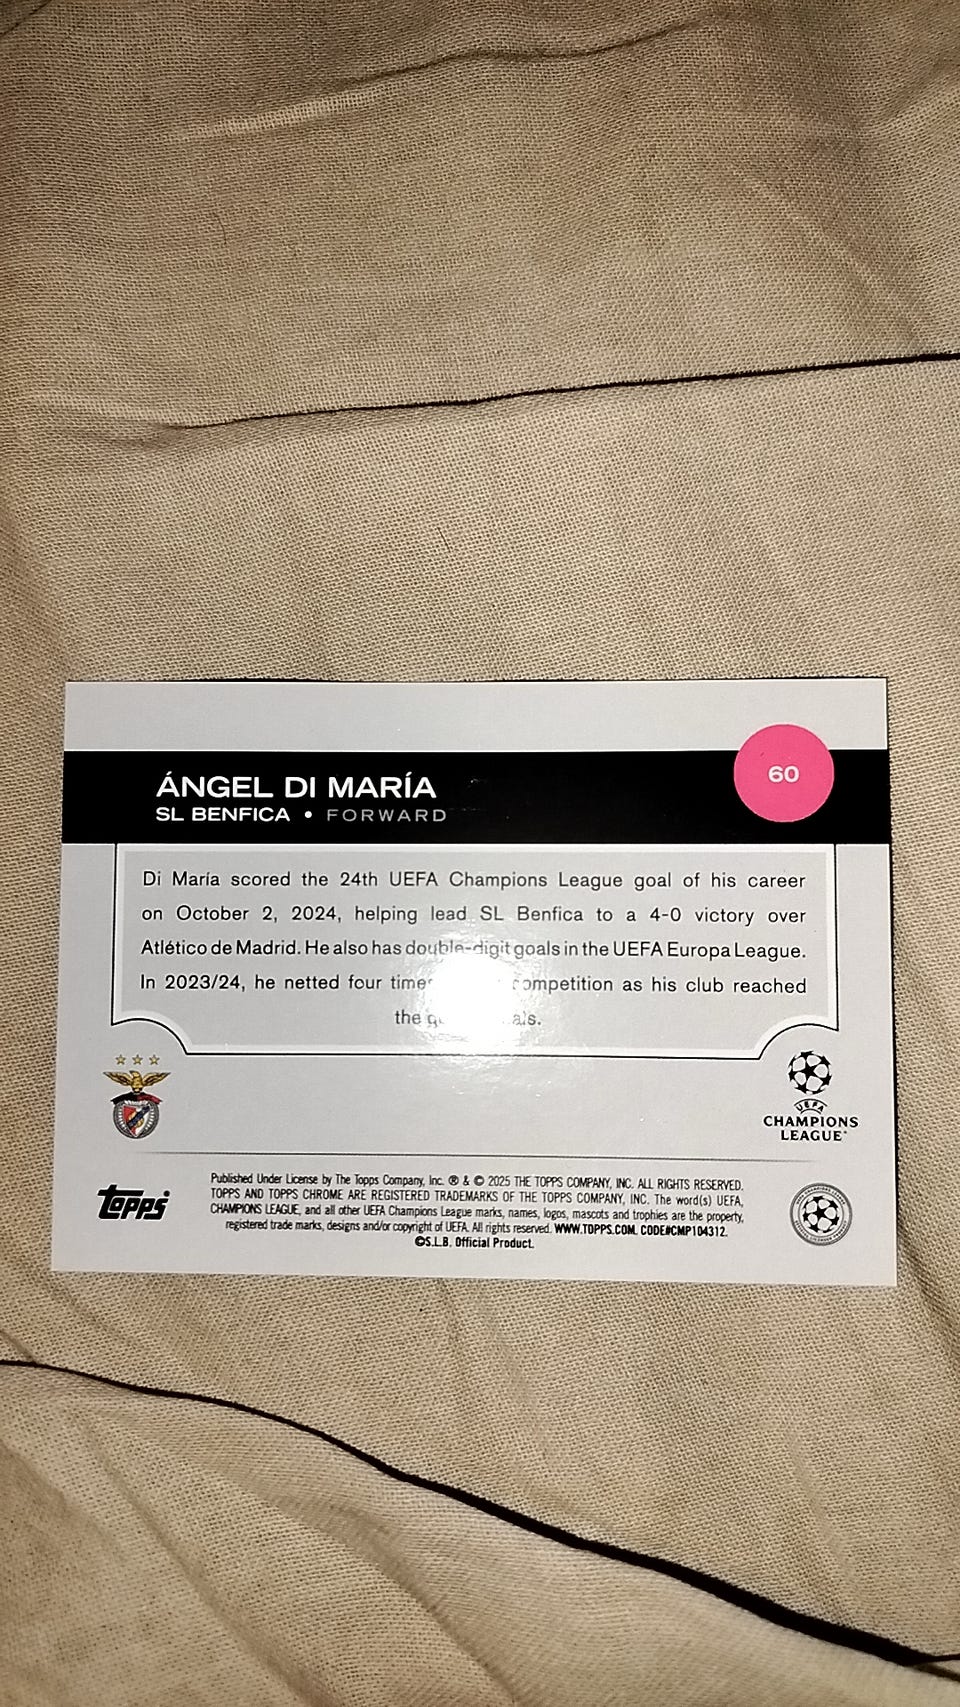 ÁNGEL DI MARÍA
60
SL BENFICA • FORWARD
Di María scored the 24th UEFA Champions League goal of his career
on October 2, 2024, helping lead SL Benfica to a 4-0 victory over
Atlético de Madrid. He also has double-digit goals in the UEFA Europa League.
In 2023/24, he netted four times competition as his club reached
the
UEFA
CHAMPIONS
LEAGUE
topps
Published Under License by The Topps Company, Inc. ® & © 2025 THE TOPPS COMPANY, INC. ALL RIGHTS RESERVED.
TOPPS AND TOPPS CHROME ARE REGISTERED TRADEMARKS OF THE TOPPS COMPANY, INC. The word(s) UEFA,
CHAMPIONS LEAGUE, and all other UEFA Champions League marks, names, logos, mascots and trophies are the property,
registered trade marks, designs and/or copyright of UEFA. All rights reserved. WWW.TOPPS.COM. CODE#CMP104312.
©S.L.B. Official Product.